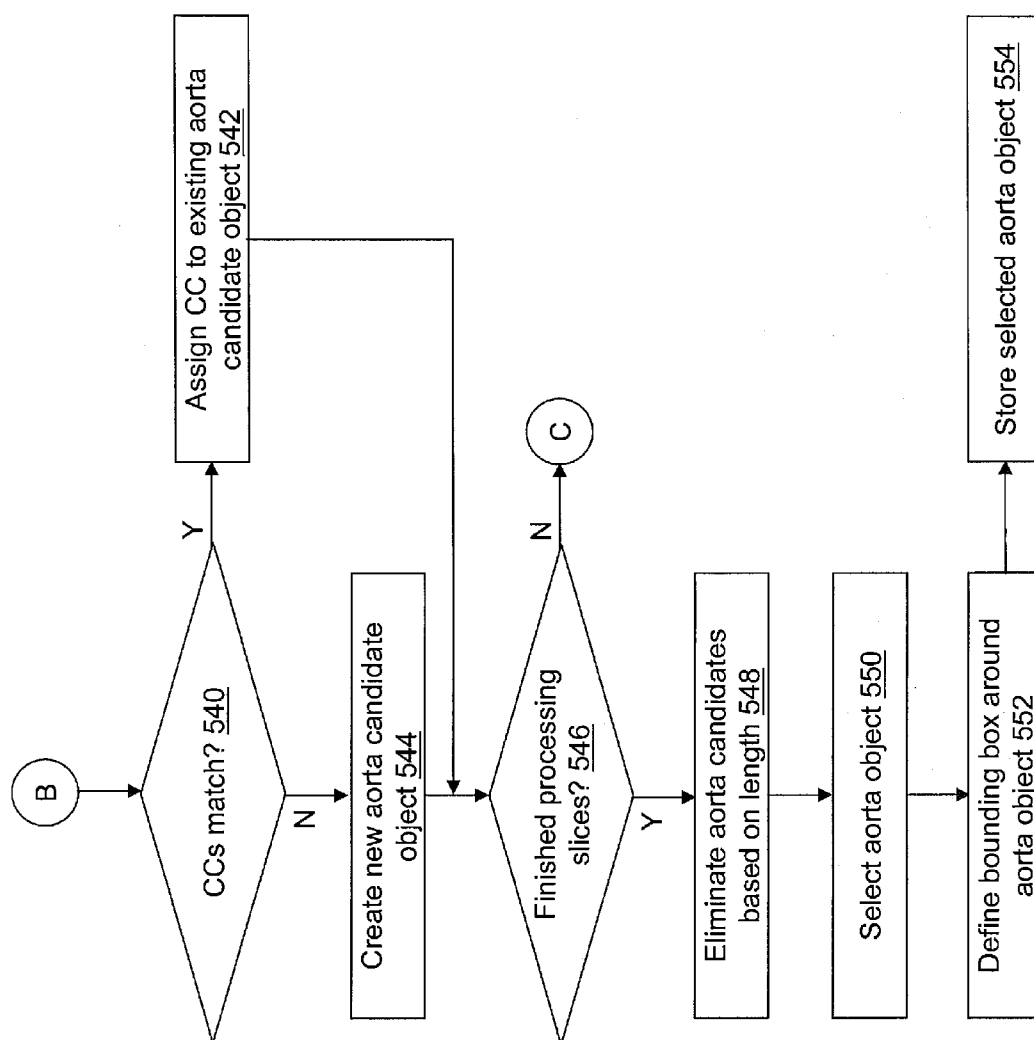 B
CCs match? 540
Y
Assign CC to existing aorta
candidate object 542
N
Create new aorta candidate
object 544
Finished processing
slices? 546
N
C
Y
Eliminate aorta candidates
based on length 548
Select aorta object 550
Define bounding box around
aorta object 552
Store selected aorta object 554